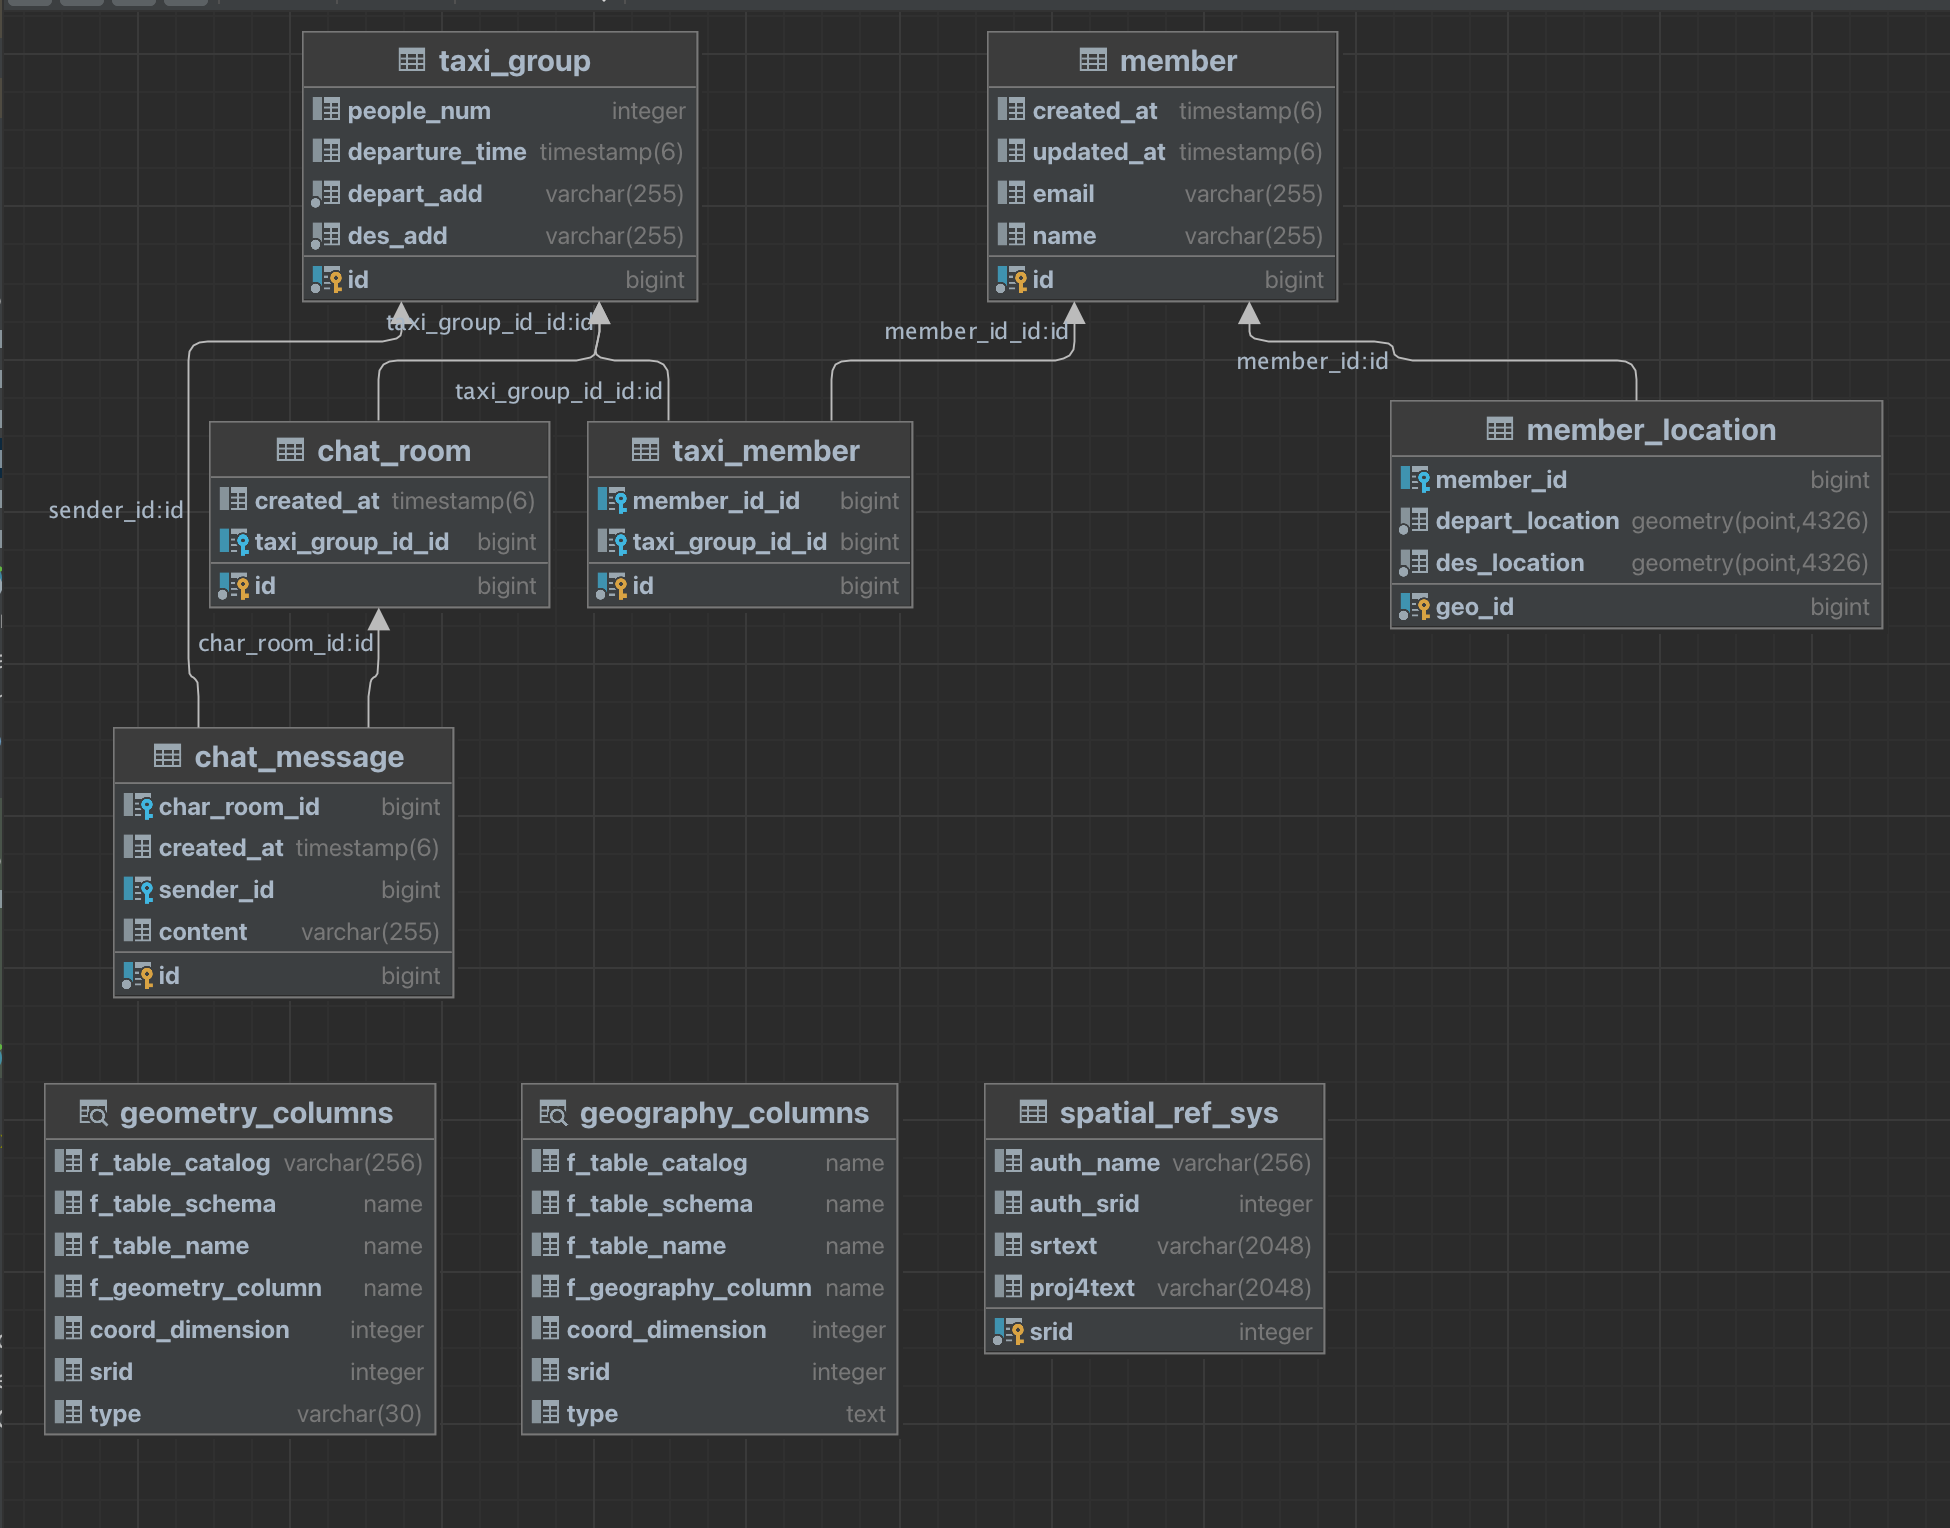 taxi_group
people_num integer
departure_time timestamp(6)
depart_add varchar(255)
des_add varchar(255)
id bigint
member
created_at timestamp(6)
updated_at timestamp(6)
email varchar(255)
name varchar(255)
id bigint
taxi_group_id_id:id
member_id_id:id
member_id:id
taxi_group_id_id:id
sender_id:id
chat_room
created_at timestamp(6)
taxi_group_id_id bigint
id bigint
taxi_member
member_id_id bigint
taxi_group_id_id bigint
id bigint
member_location
member_id bigint
depart_location geometry(point,4326)
des_location geometry(point,4326)
geo_id bigint
char_room_id:id
chat_message
char_room_id bigint
created_at timestamp(6)
sender_id bigint
content varchar(255)
id bigint
geometry_columns
f_table_catalog varchar(256)
f_table_schema name
f_table_name name
f_geometry_column name
coord_dimension integer
srid integer
type varchar(30)
geography_columns
f_table_catalog name
f_table_schema name
f_table_name name
f_geography_column name
coord_dimension integer
srid integer
type text
spatial_ref_sys
auth_name varchar(256)
auth_srid integer
srtext varchar(2048)
proj4text varchar(2048)
srid integer